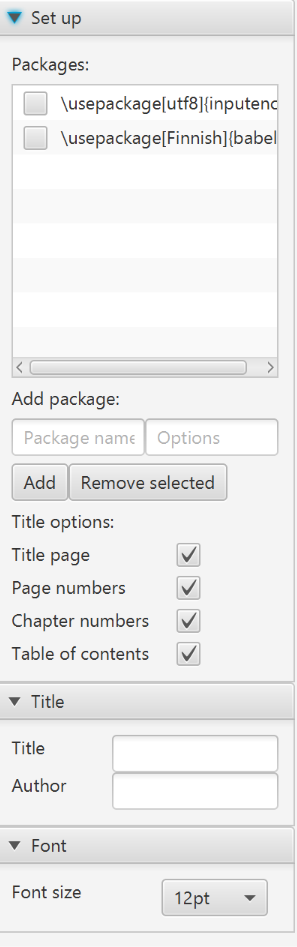 Set up
Packages:
\usepackage[utf8]{inputenc
\usepackage[Finnish]{babel
Add package:
Package name Options
Add Remove selected
Title options:
Title page
Page numbers
Chapter numbers
Table of contents
Title
Title
Author
Font
Font size 12pt